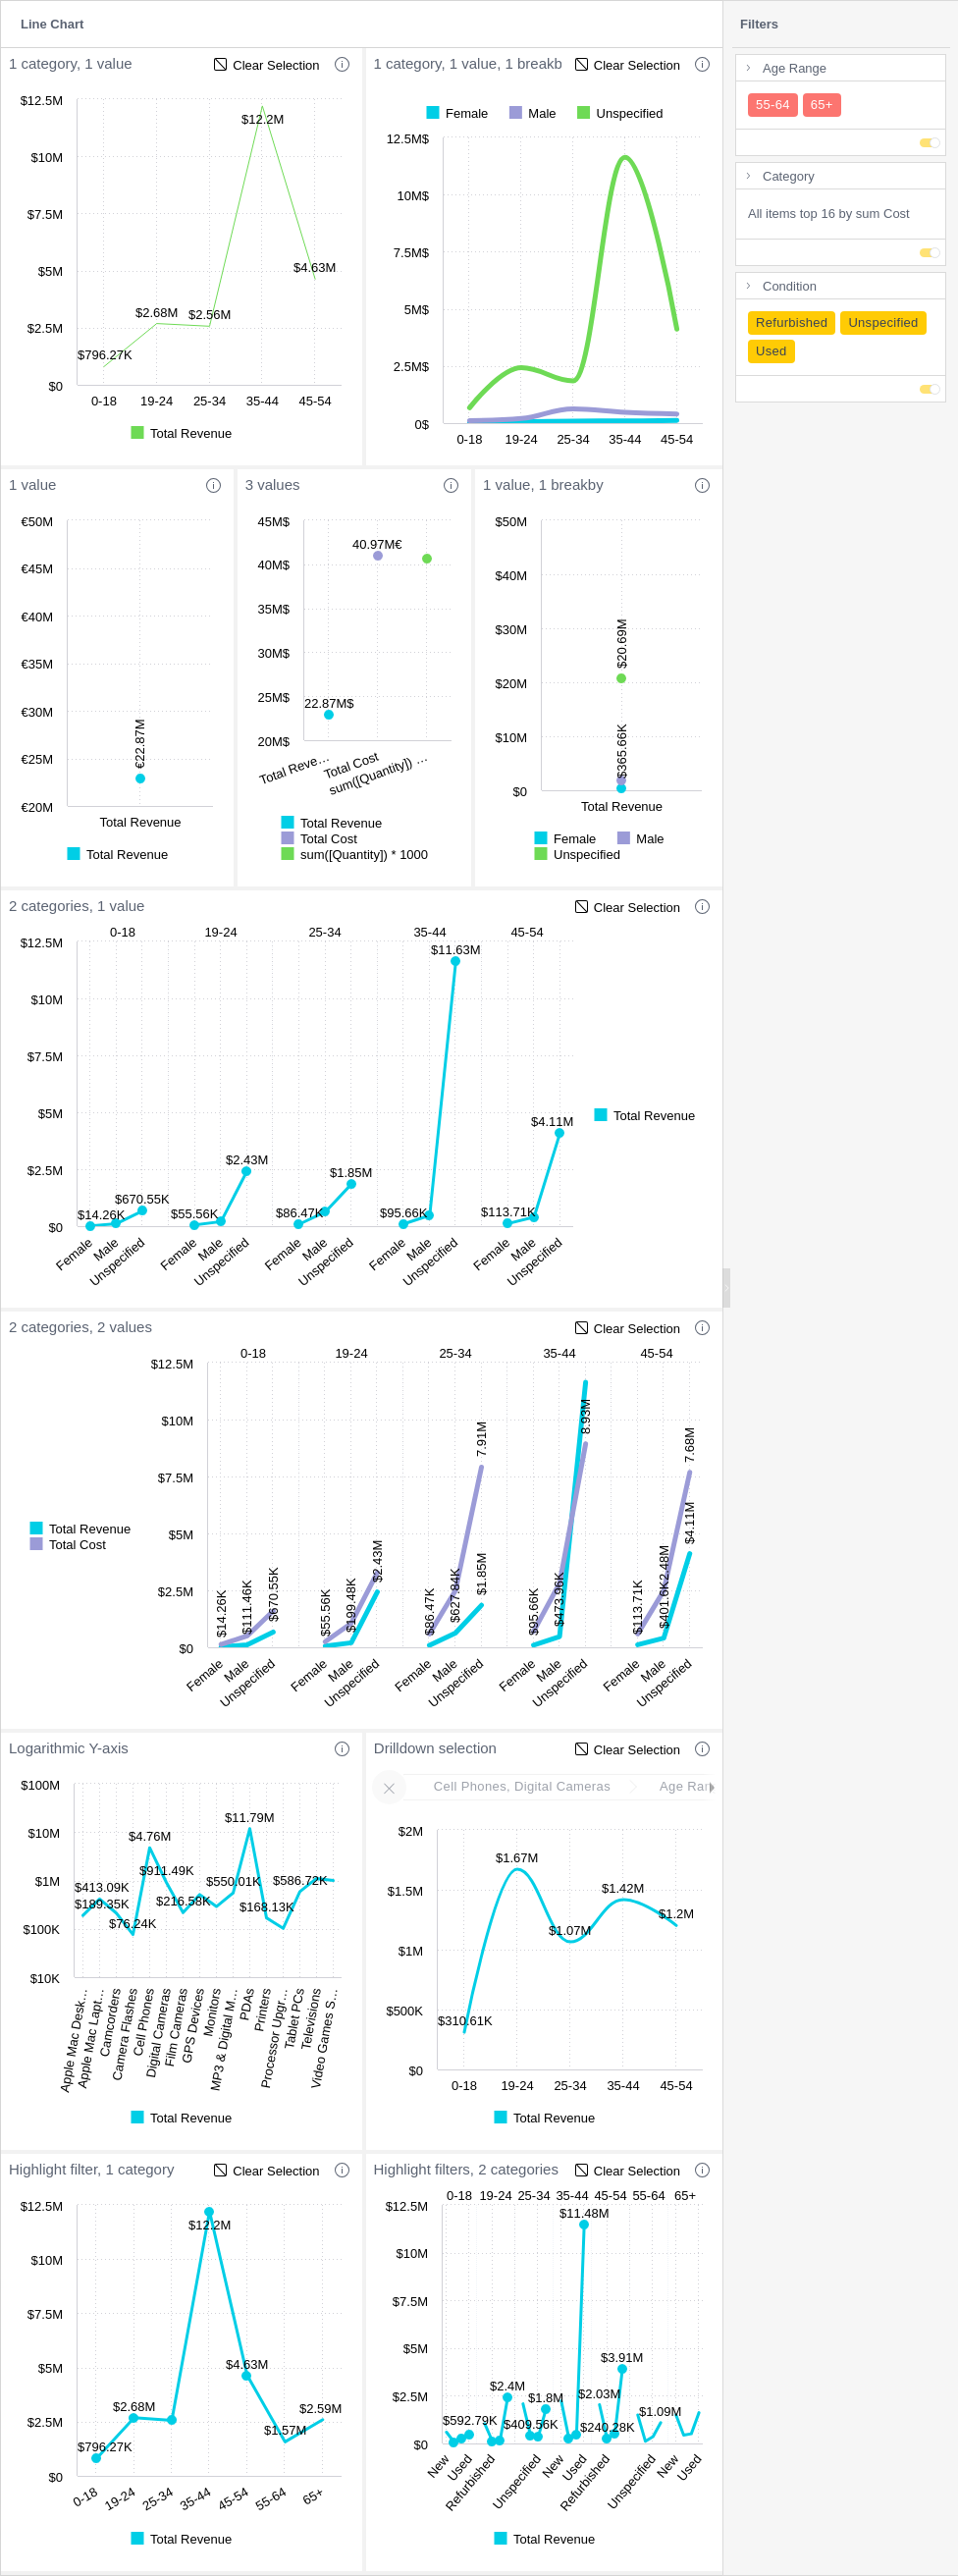 Line Chart
Filters
1 category, 1 value
Clear Selection
$12.5M
$10M
$7.5M
$5M
$2.5M
$0
$796.27K
$2.68M
$2.56M
$12.2M
$4.63M
0-18 19-24 25-34 35-44 45-54
Total Revenue
1 category, 1 value, 1 breakb
Clear Selection
Female Male Unspecified
12.5M$
10M$
7.5M$
5M$
2.5M$
0$
0-18 19-24 25-34 35-44 45-54
Age Range
55-64 65+
Category
All items top 16 by sum Cost
Condition
Refurbished Unspecified
Used
1 value
€50M
€45M
€40M
€35M
€30M
€25M
€20M
€22.87M
Total Revenue
Total Revenue
3 values
45M$
40M$
35M$
30M$
25M$
20M$
40.97M€
22.87M$
Total Reve…
Total Cost
sum([Quantity]) …
Total Revenue
Total Cost
sum([Quantity]) * 1000
1 value, 1 breakby
$50M
$40M
$30M
$20M
$10M
$0
$20.69M
$365.66K
Total Revenue
Female Male
Unspecified
2 categories, 1 value
Clear Selection
0-18 19-24 25-34 35-44 45-54
$12.5M
$10M
$7.5M
$5M
$2.5M
$0
$14.26K
$670.55K
$55.56K
$2.43M
$86.47K
$1.85M
$95.66K
$11.63M
$113.71K
$4.11M
Female Male Unspecified
Female Male Unspecified
Female Male Unspecified
Female Male Unspecified
Female Male Unspecified
Total Revenue
2 categories, 2 values
Clear Selection
0-18 19-24 25-34 35-44 45-54
Total Revenue
Total Cost
$12.5M
$10M
$7.5M
$5M
$2.5M
$0
$14.26K
$111.46K
$670.55K
$55.56K
$199.48K
$2.43M
$86.47K
$627.84K
$1.85M
7.91M
$95.66K
$473.96K
8.93M
$113.71K
$401.6K
2.48M
$4.11M
7.68M
Female Male Unspecified
Female Male Unspecified
Female Male Unspecified
Female Male Unspecified
Female Male Unspecified
Logarithmic Y-axis
$100M
$10M
$1M
$100K
$10K
$413.09K
$189.35K
$76.24K
$4.76M
$911.49K
$216.58K
$550.01K
$11.79M
$168.13K
$586.72K
Apple Mac Desk…
Apple Mac Lapt…
Camcorders
Camera Flashes
Cell Phones
Digital Cameras
Film Cameras
GPS Devices
Monitors
MP3 & Digital M…
PDAs
Printers
Processor Upgr…
Tablet PCs
Televisions
Video Games S…
Total Revenue
Drilldown selection
Clear Selection
Cell Phones, Digital Cameras
Age Ran
$2M
$1.5M
$1M
$500K
$0
$310.61K
$1.67M
$1.07M
$1.42M
$1.2M
0-18 19-24 25-34 35-44 45-54
Total Revenue
Highlight filter, 1 category
Clear Selection
$12.5M
$10M
$7.5M
$5M
$2.5M
$0
$796.27K
$2.68M
$12.2M
$4.63M
$1.57M
$2.59M
0-18 19-24 25-34 35-44 45-54 55-64 65+
Total Revenue
Highlight filters, 2 categories
Clear Selection
0-18 19-24 25-34 35-44 45-54 55-64 65+
$12.5M
$10M
$7.5M
$5M
$2.5M
$0
$592.79K
$2.4M
$409.56K
$1.8M
$11.48M
$2.03M
$240.28K
$3.91M
$1.09M
New
Used
Refurbished
Unspecified
New
Used
Refurbished
Unspecified
New
Used
Total Revenue